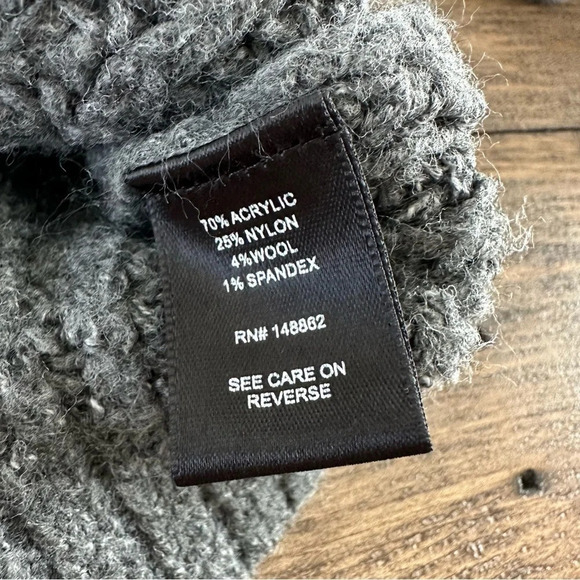 70% ACRYLIC
25% NYLON
4%WOOL
1% SPANDEX
RN# 148862
SEE CARE ON
REVERSE